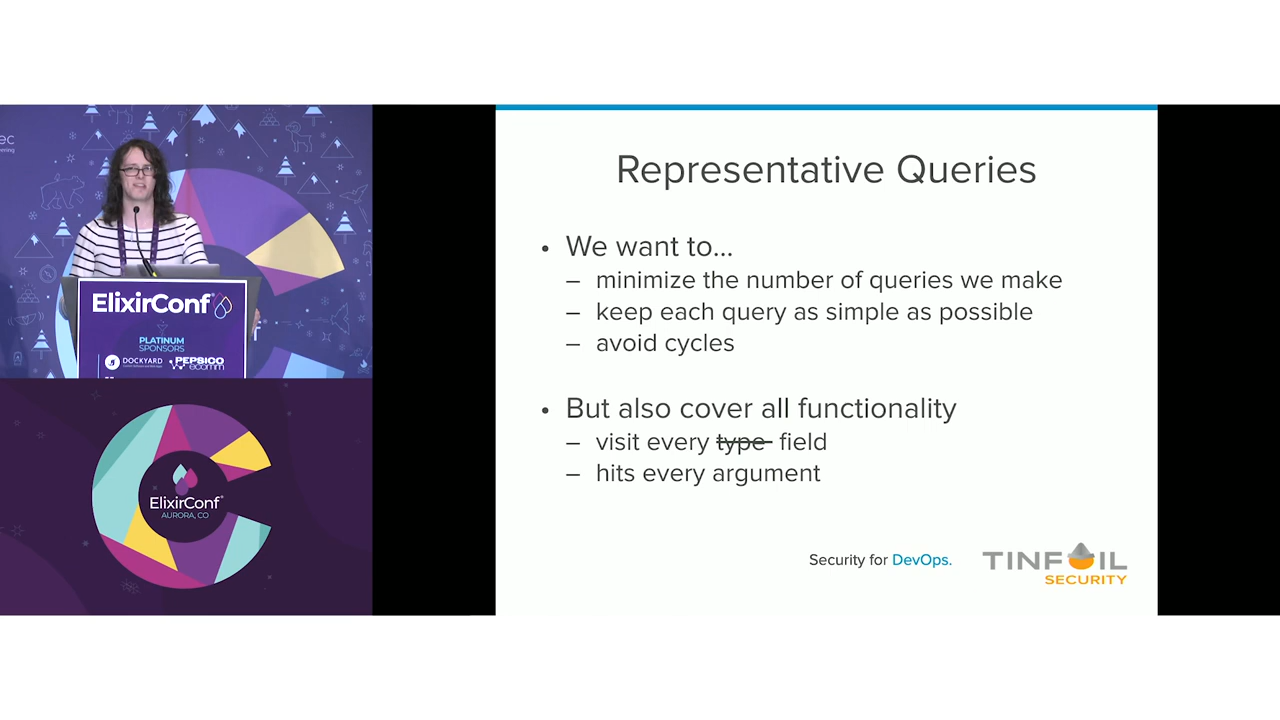 ec
ElixirConf
PLATINUM
SPONSORS
DOCKYARD
PEPSICO
ecomm
ElixirConf
AURORA, CO
Representative Queries
• We want to...
– minimize the number of queries we make
– keep each query as simple as possible
– avoid cycles
• But also cover all functionality
– visit every type field
– hits every argument
Security for DevOps.
TINFOIL
SECURITY